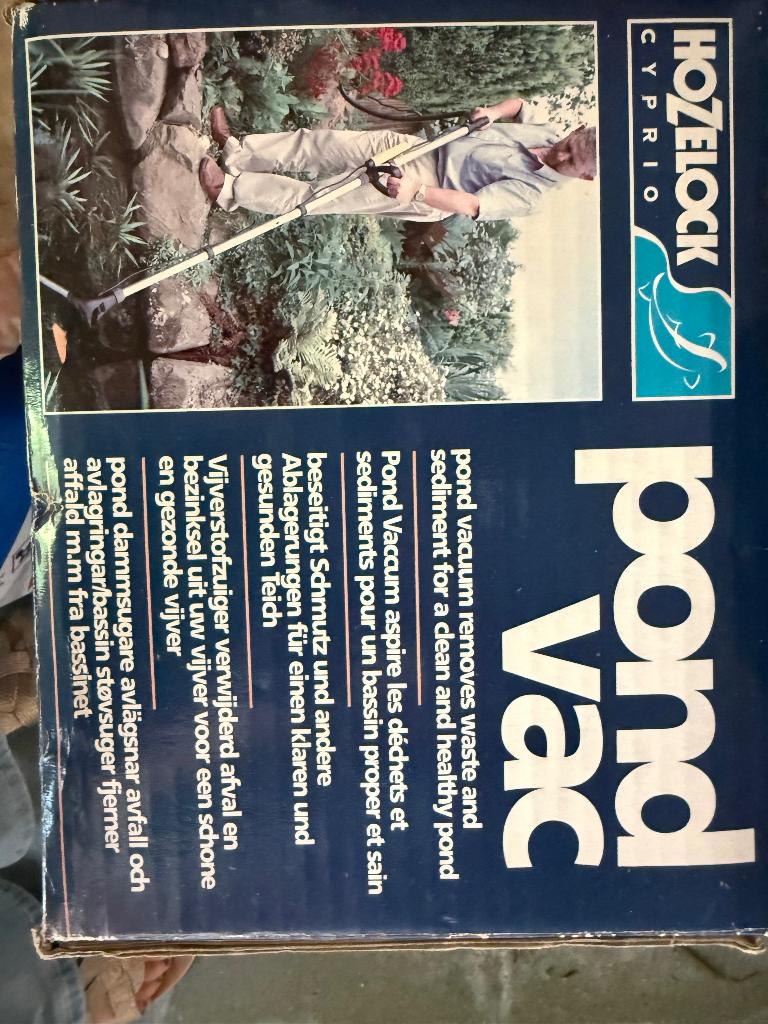 HOZELOCK
CYPRIO
pond
vac
pond vacuum removes waste and
sediment for a clean and healthy pond
Pond Vaccum aspire les déchets et
sediments pour un bassin proper et sain
beseitigt Schmutz und andere
Ablagerungen für einen klaren und
gesunden Teich
Vijverstofzuiger verwijderd afval en
bezinksel uit uw vijver voor een schone
en gezonde vijver
pond dammsugare avlägsnar avfall och
avlagringar/bassin støvsuger fjerner
affald m.m fra bassinet